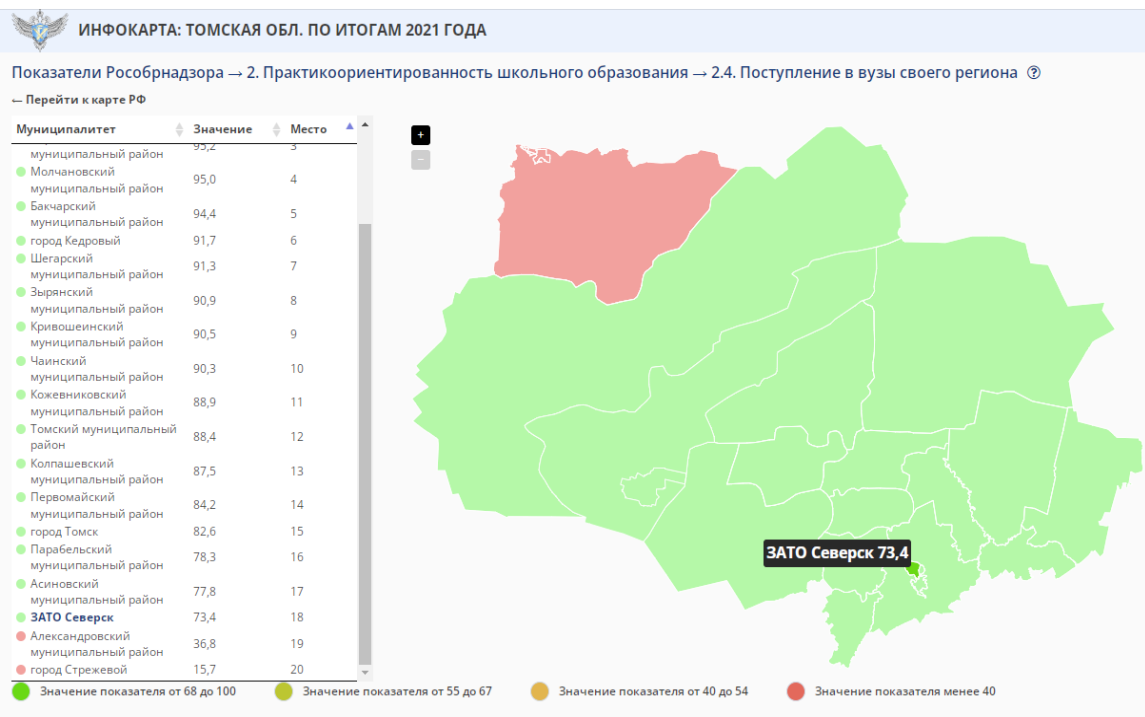 ИНФОКАРТА: ТОМСКАЯ ОБЛ. ПО ИТОГАМ 2021 ГОДА
Показатели Рособрнадзора → 2. Практикоориентированность школьного образования → 2.4. Поступление в вузы своего региона ?
← Перейти к карте РФ
Муниципалитет Значение Место
муниципальный район 95,2 3
Молчановский
муниципальный район 95,0 4
Бакчарский
муниципальный район 94,4 5
город Кедровый 91,7 6
Шегарский
муниципальный район 91,3 7
Зырянский
муниципальный район 90,9 8
Кривошеинский
муниципальный район 90,5 9
Чаинский
муниципальный район 90,3 10
Кожевниковский
муниципальный район 88,9 11
Томский муниципальный
район 88,4 12
Колпашевский
муниципальный район 87,5 13
Первомайский
муниципальный район 84,2 14
город Томск 82,6 15
Парабельский
муниципальный район 78,3 16
Асиновский
муниципальный район 77,8 17
ЗАТО Северск 73,4 18
Александровский
муниципальный район 36,8 19
город Стрежевой 15,7 20
+
−
ЗАТО Северск 73,4
Значение показателя от 68 до 100 Значение показателя от 55 до 67 Значение показателя от 40 до 54 Значение показателя менее 40